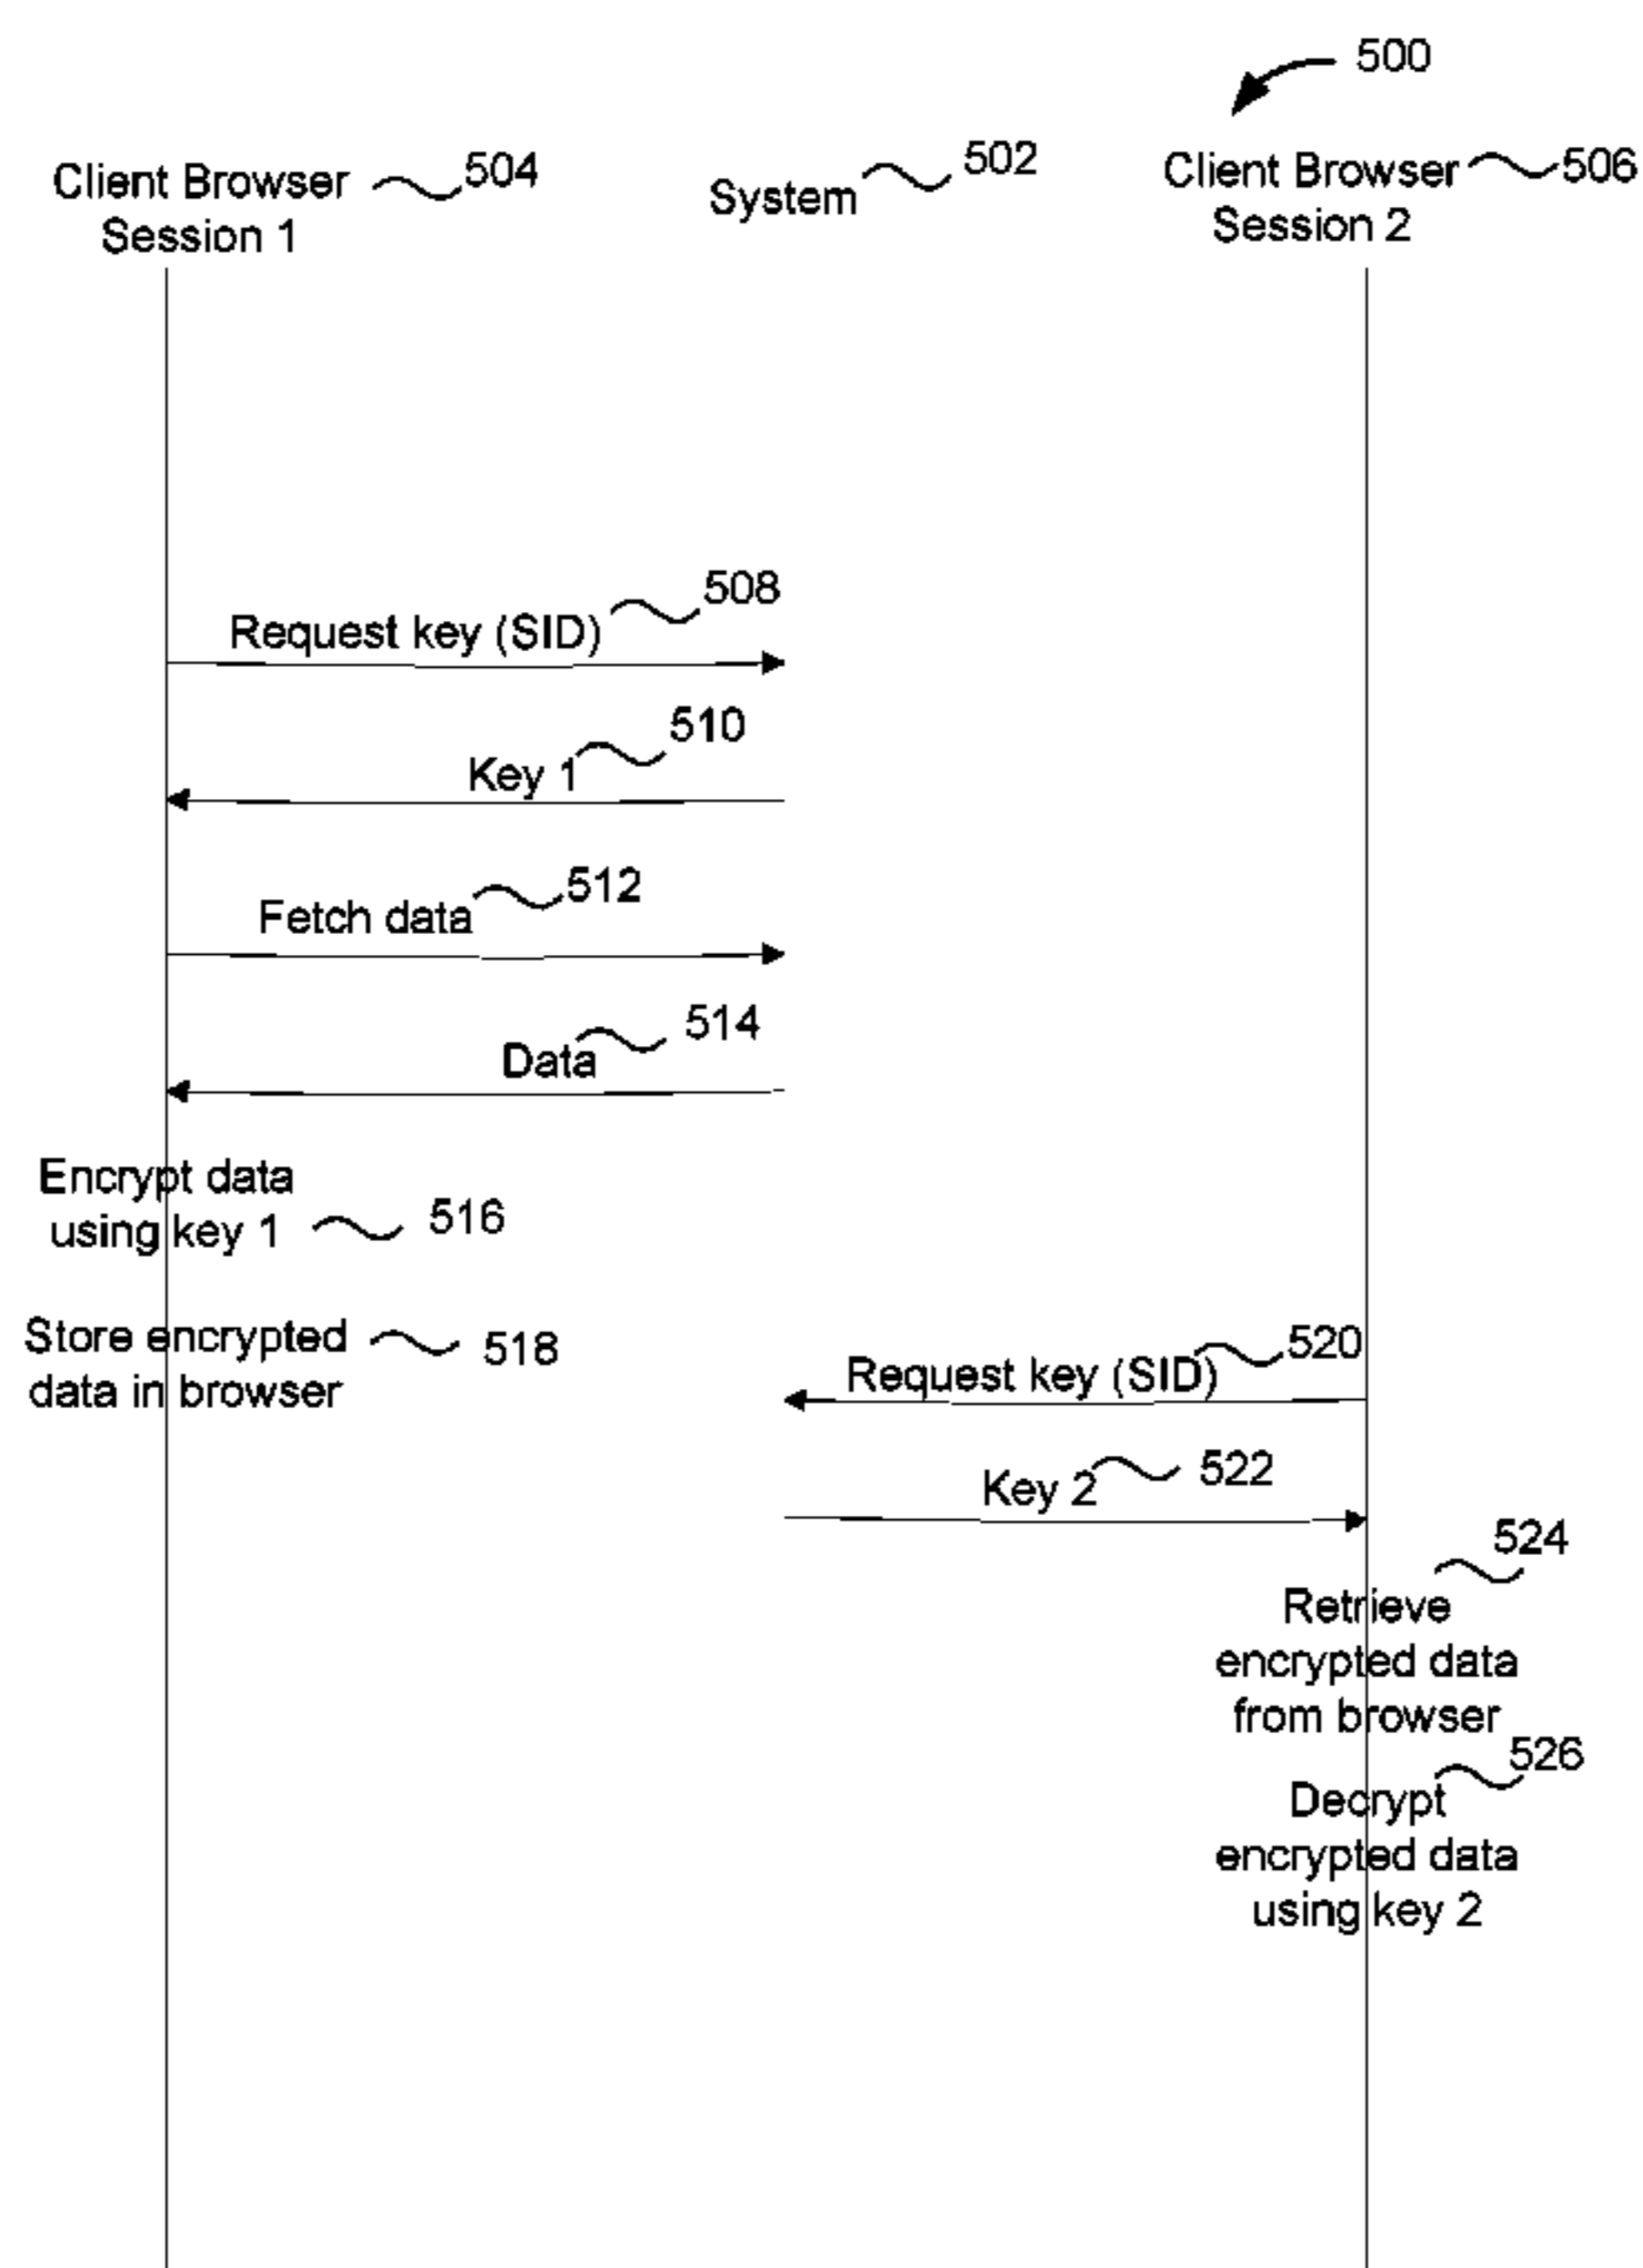 500
Client Browser 504
Session 1
System 502
Client Browser 506
Session 2
Request key (SID) 508
Key 1 510
Fetch data 512
Data 514
Encrypt data
using key 1 516
Store encrypted 518
data in browser
Request key (SID) 520
Key 2 522
524
Retrieve
encrypted data
from browser
526
Decrypt
encrypted data
using key 2